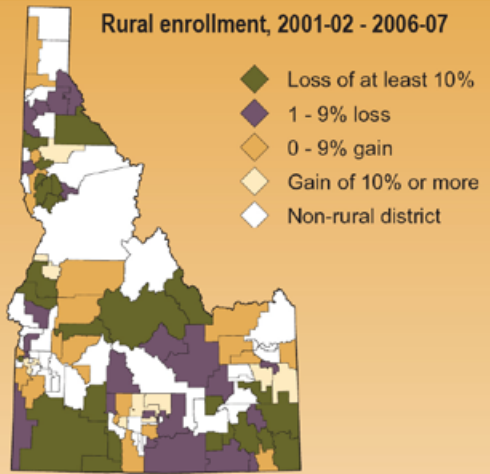 Rural enrollment, 2001-02 - 2006-07
Loss of at least 10%
1 - 9% loss
0 - 9% gain
Gain of 10% or more
Non-rural district